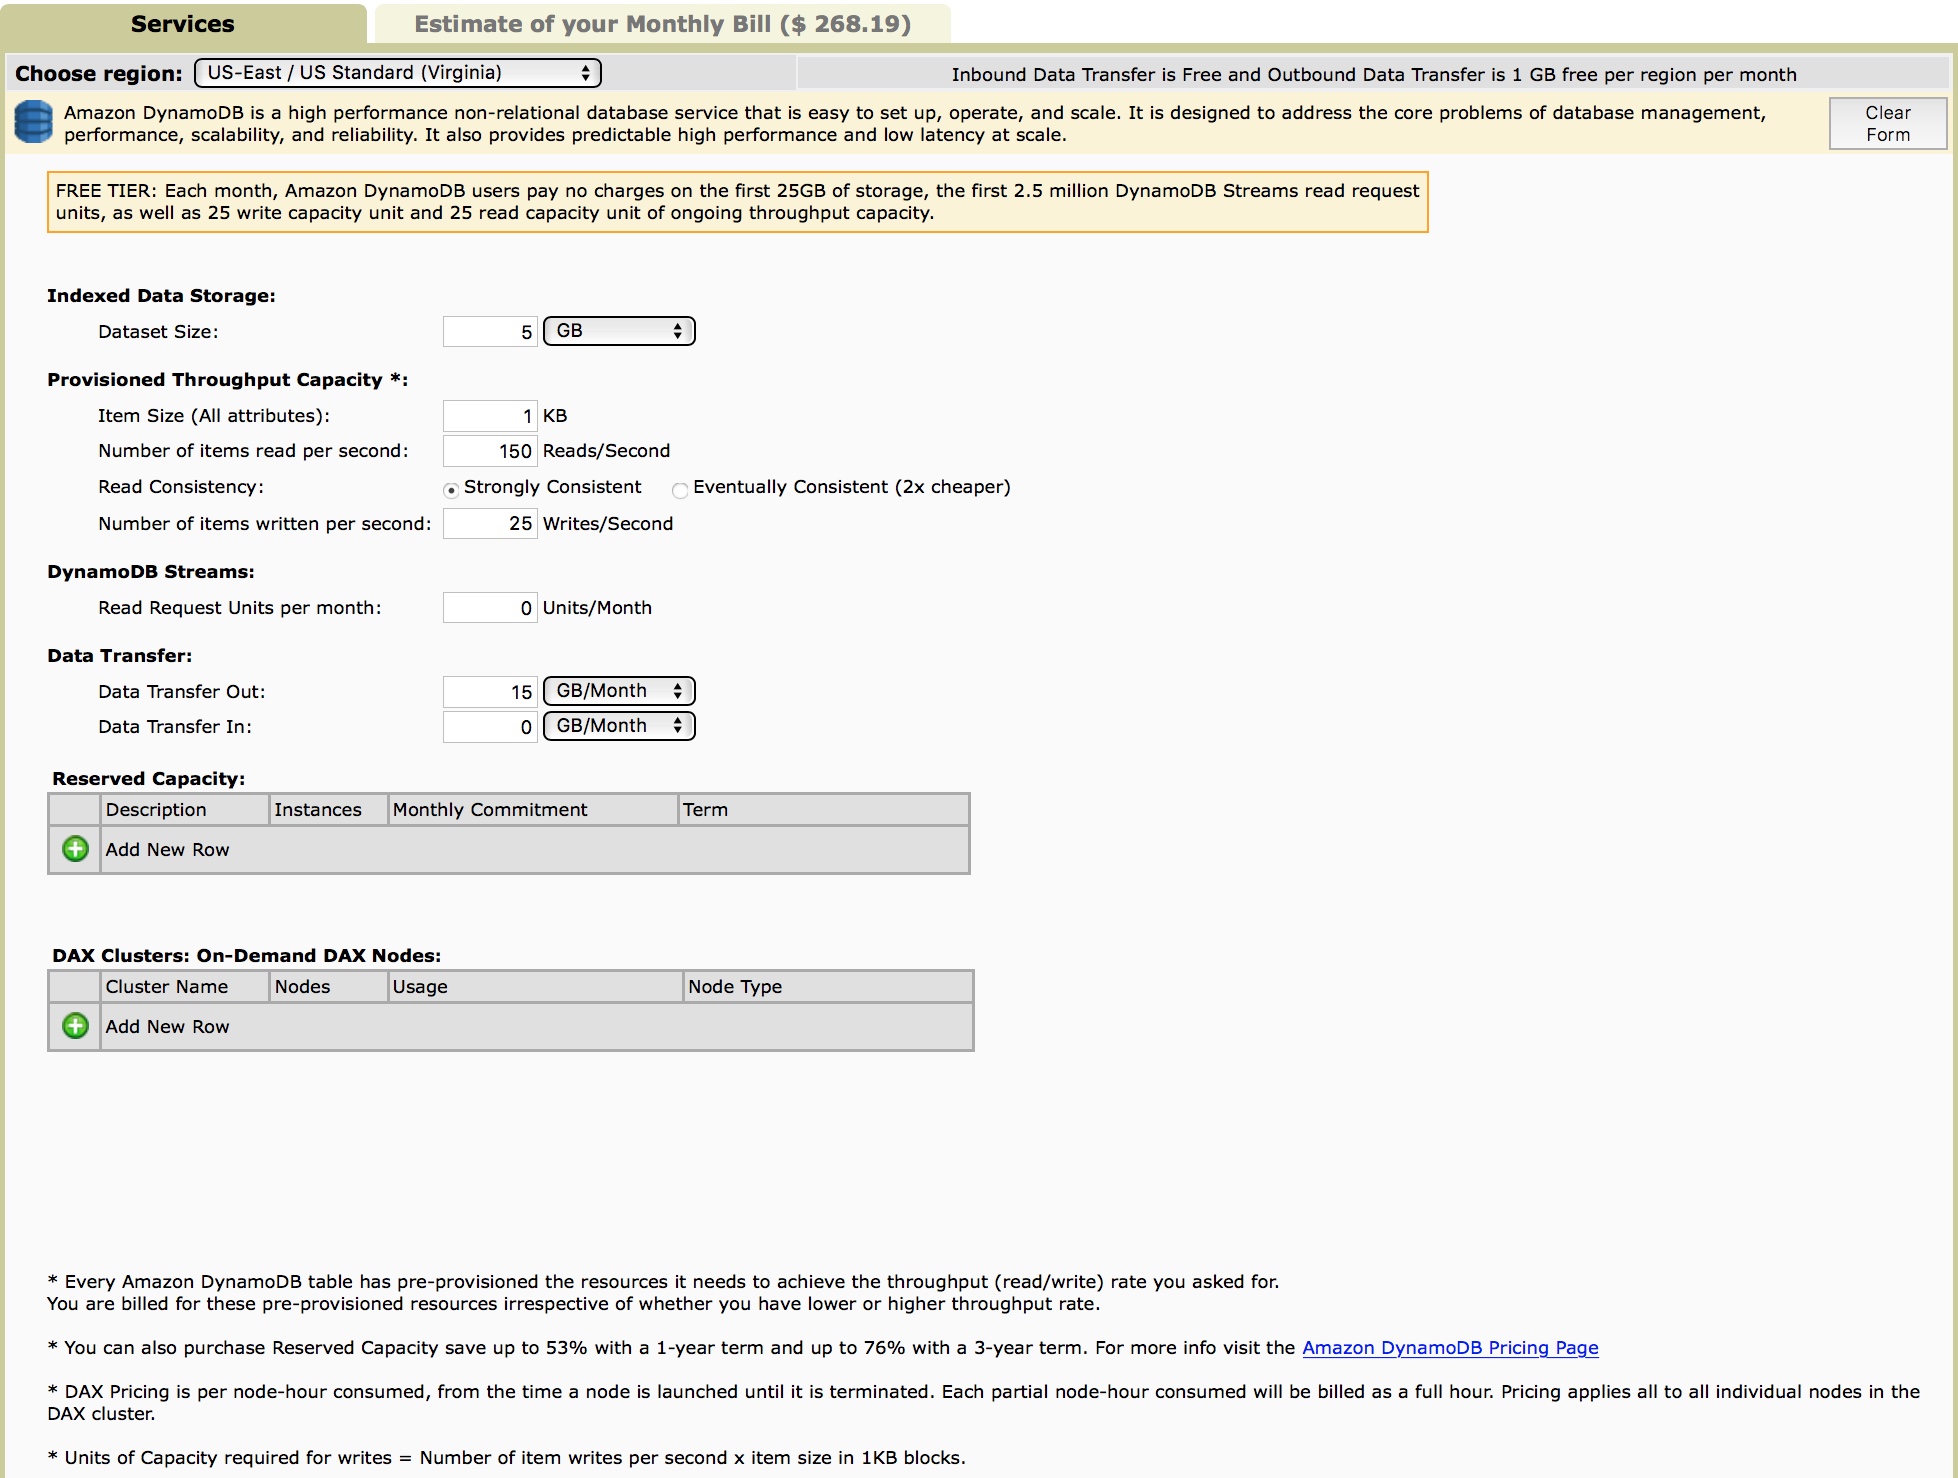 Services
Estimate of your Monthly Bill ($ 268.19)
Choose region: US-East / US Standard (Virginia)
Inbound Data Transfer is Free and Outbound Data Transfer is 1 GB free per region per month
Amazon DynamoDB is a high performance non-relational database service that is easy to set up, operate, and scale. It is designed to address the core problems of database management,
performance, scalability, and reliability. It also provides predictable high performance and low latency at scale.
Clear
Form
FREE TIER: Each month, Amazon DynamoDB users pay no charges on the first 25GB of storage, the first 2.5 million DynamoDB Streams read request
units, as well as 25 write capacity unit and 25 read capacity unit of ongoing throughput capacity.
Indexed Data Storage:
Dataset Size: 5 GB
Provisioned Throughput Capacity *:
Item Size (All attributes): 1 KB
Number of items read per second: 150 Reads/Second
Read Consistency: Strongly Consistent Eventually Consistent (2x cheaper)
Number of items written per second: 25 Writes/Second
DynamoDB Streams:
Read Request Units per month: 0 Units/Month
Data Transfer:
Data Transfer Out: 15 GB/Month
Data Transfer In: 0 GB/Month
Reserved Capacity:
Description Instances Monthly Commitment Term
Add New Row
DAX Clusters: On-Demand DAX Nodes:
Cluster Name Nodes Usage Node Type
Add New Row
* Every Amazon DynamoDB table has pre-provisioned the resources it needs to achieve the throughput (read/write) rate you asked for.
You are billed for these pre-provisioned resources irrespective of whether you have lower or higher throughput rate.
* You can also purchase Reserved Capacity save up to 53% with a 1-year term and up to 76% with a 3-year term. For more info visit the Amazon DynamoDB Pricing Page
* DAX Pricing is per node-hour consumed, from the time a node is launched until it is terminated. Each partial node-hour consumed will be billed as a full hour. Pricing applies all to all individual nodes in the
DAX cluster.
* Units of Capacity required for writes = Number of item writes per second x item size in 1KB blocks.